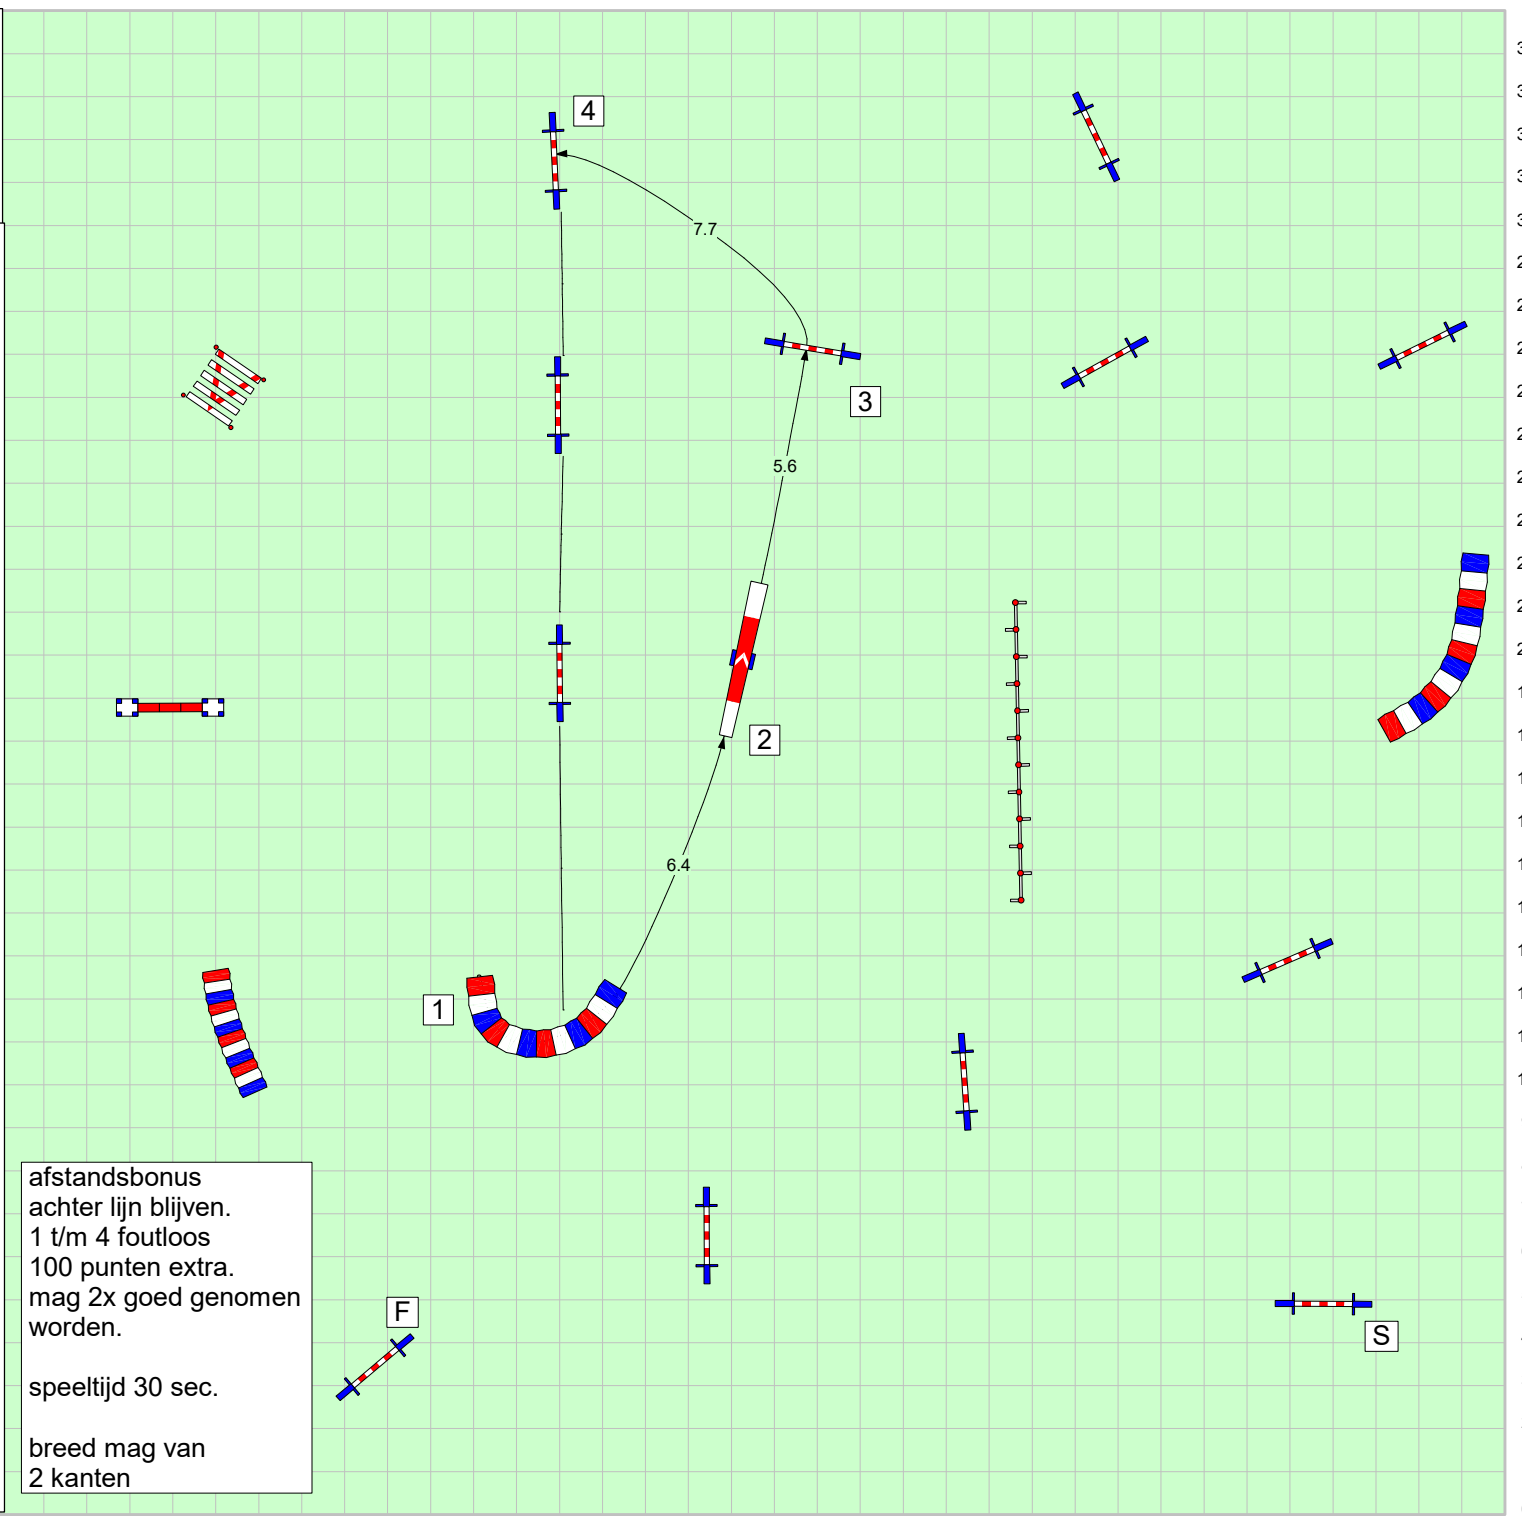 4
7.7
3
5.6
2
6.4
1
afstandsbonus
achter lijn blijven.
1 t/m 4 foutloos
100 punten extra.
mag 2x goed genomen
worden.
speeltijd 30 sec.
breed mag van
2 kanten
F
S